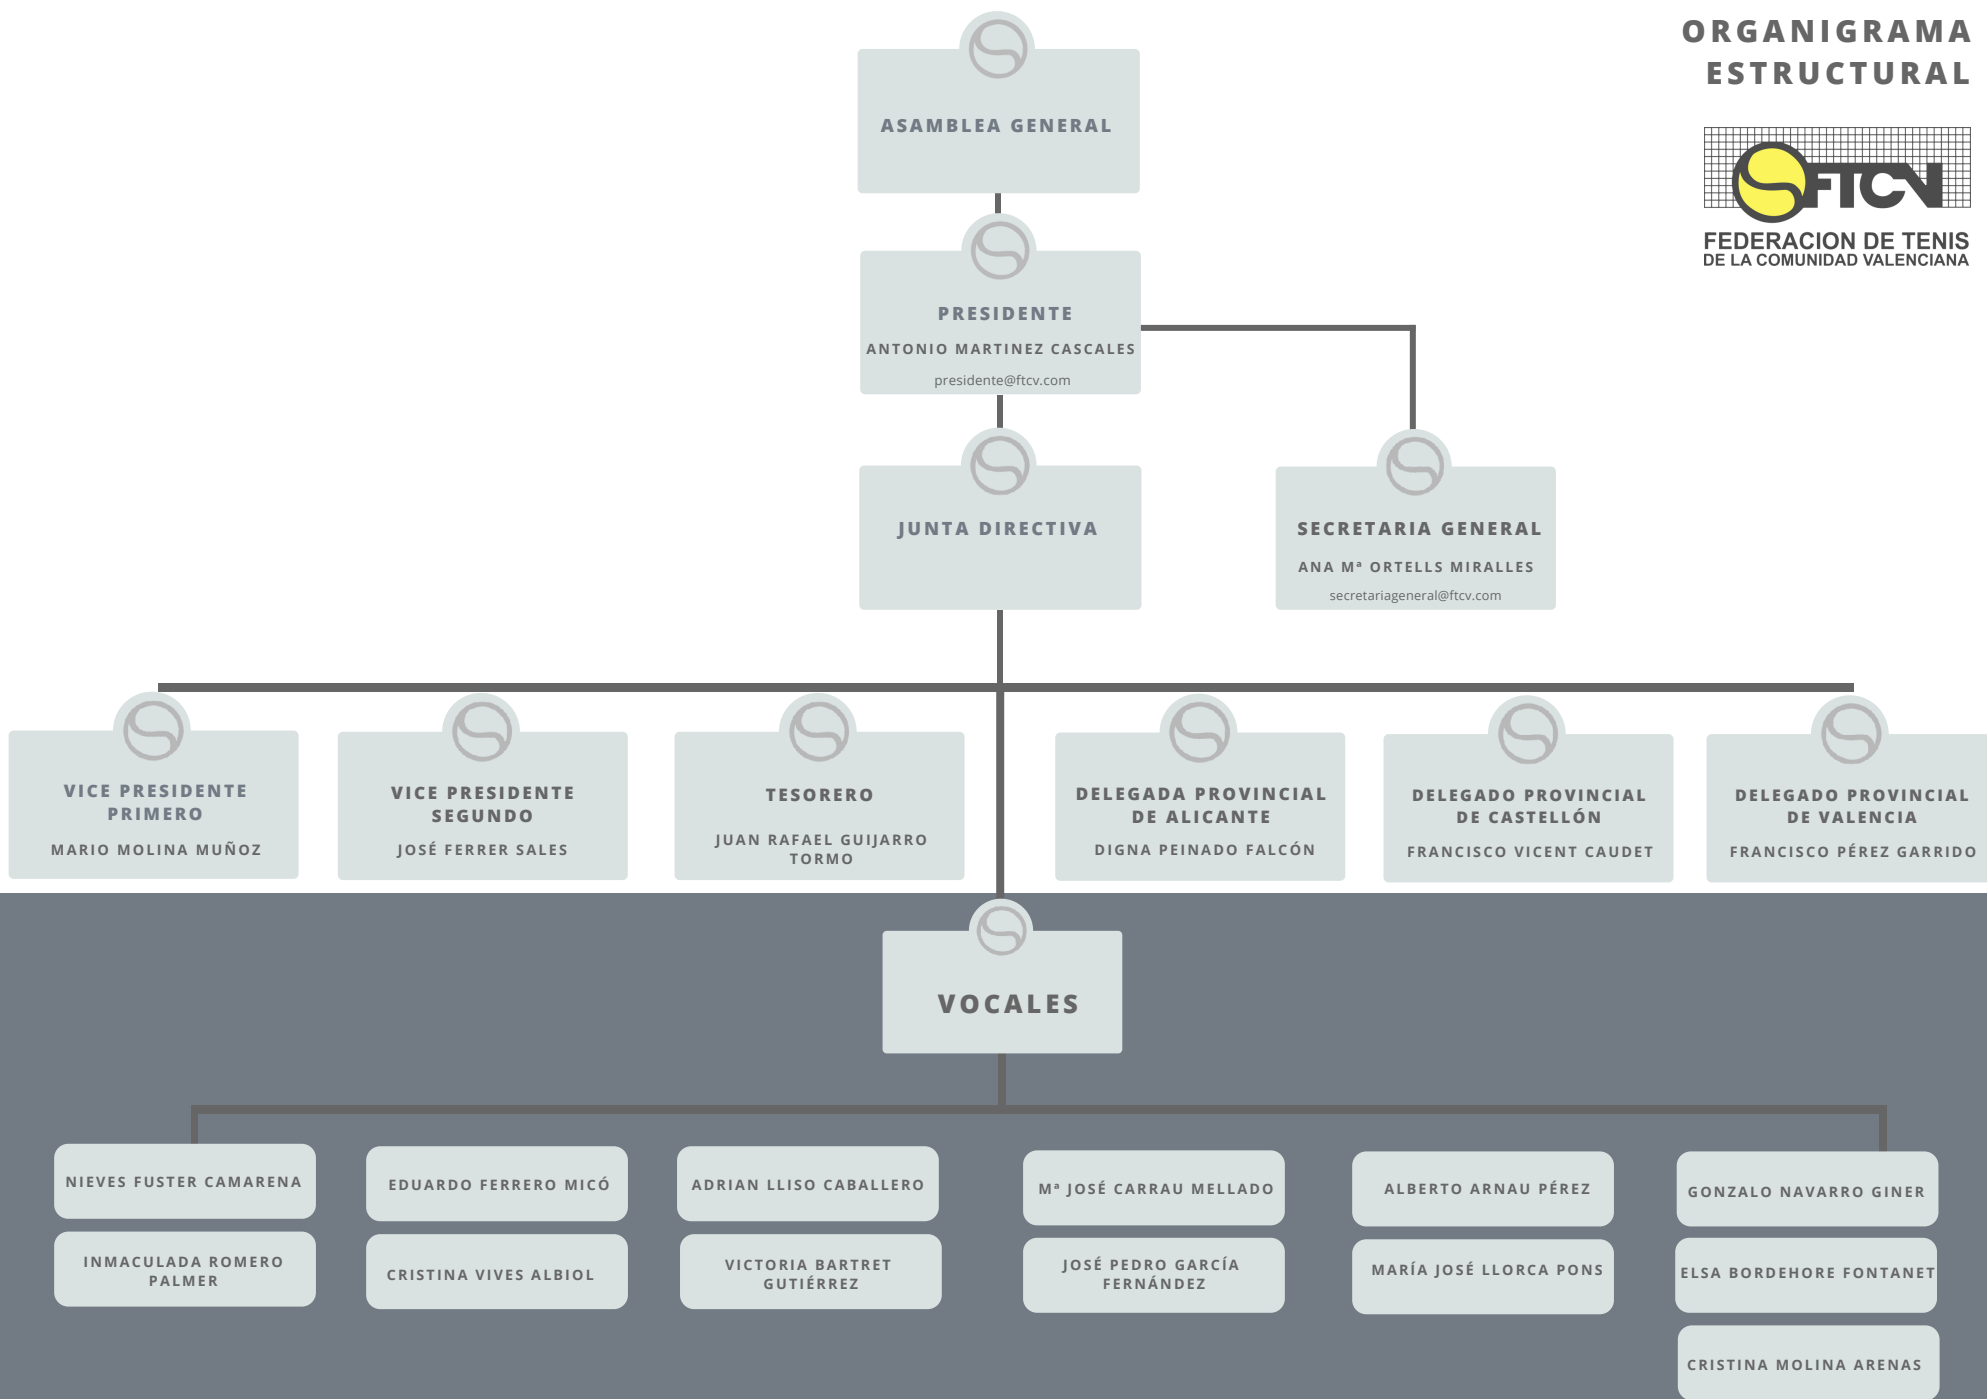 ORGANIGRAMA
ESTRUCTURAL
FTCV
FEDERACION DE TENIS
DE LA COMUNIDAD VALENCIANA
ASAMBLEA GENERAL
PRESIDENTE
ANTONIO MARTINEZ CASCALES
presidente@ftcv.com
JUNTA DIRECTIVA
SECRETARIA GENERAL
ANA Mª ORTELLS MIRALLES
secretariageneral@ftcv.com
VICE PRESIDENTE
PRIMERO
MARIO MOLINA MUÑOZ
VICE PRESIDENTE
SEGUNDO
JOSÉ FERRER SALES
TESORERO
JUAN RAFAEL GUIJARRO
TORMO
DELEGADA PROVINCIAL
DE ALICANTE
DIGNA PEINADO FALCÓN
DELEGADO PROVINCIAL
DE CASTELLÓN
FRANCISCO VICENT CAUDET
DELEGADO PROVINCIAL
DE VALENCIA
FRANCISCO PÉREZ GARRIDO
VOCALES
NIEVES FUSTER CAMARENA
EDUARDO FERRERO MICÓ
ADRIAN LLISO CABALLERO
Mª JOSÉ CARRAU MELLADO
ALBERTO ARNAU PÉREZ
GONZALO NAVARRO GINER
INMACULADA ROMERO
PALMER
CRISTINA VIVES ALBIOL
VICTORIA BARTRET
GUTIÉRREZ
JOSÉ PEDRO GARCÍA
FERNÁNDEZ
MARÍA JOSÉ LLORCA PONS
ELSA BORDEHORE FONTANET
CRISTINA MOLINA ARENAS